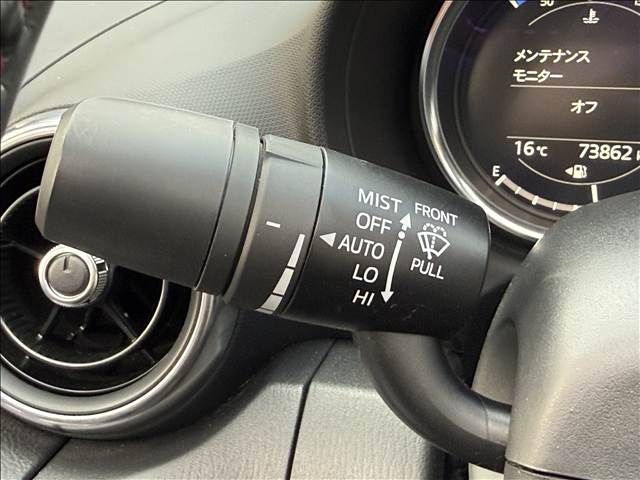 50
メンテナンス
モニター
オフ
16℃
73862
E
MIST
OFF
AUTO
LO
HI
FRONT
PULL